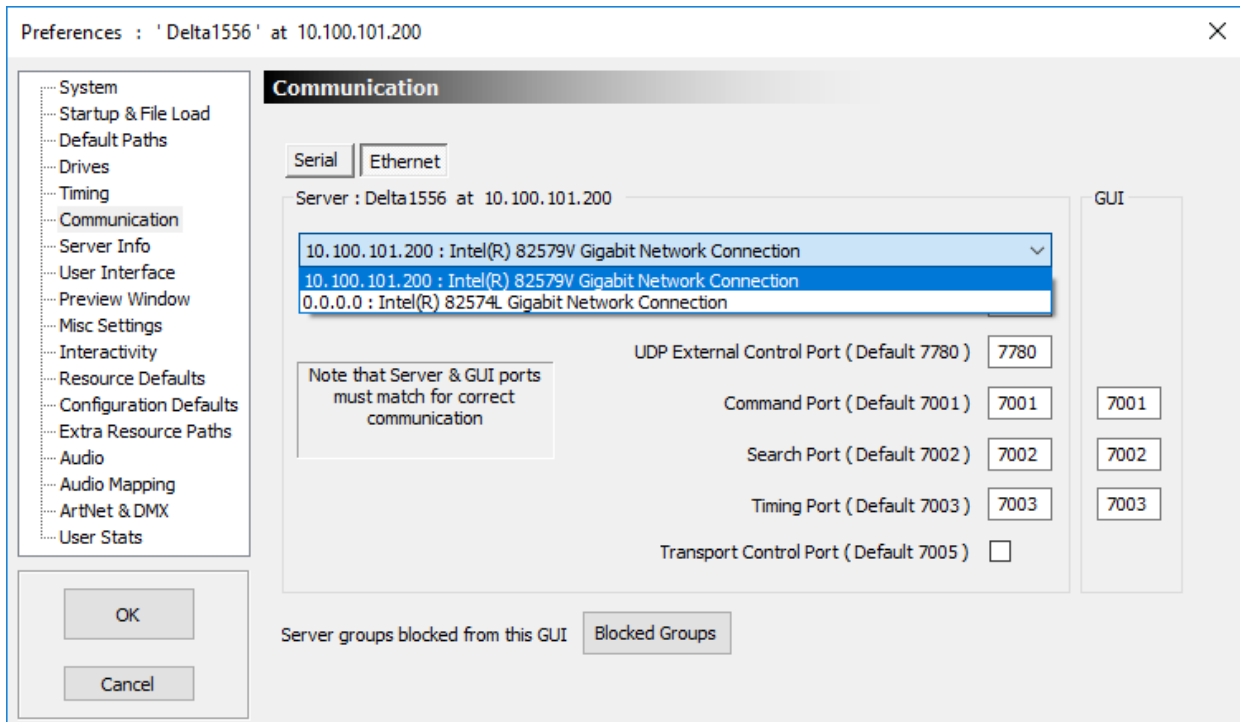 Preferences : ' Delta1556 ' at 10.100.101.200
System
Startup & File Load
Default Paths
Drives
Timing
Communication
Server Info
User Interface
Preview Window
Misc Settings
Interactivity
Resource Defaults
Configuration Defaults
Extra Resource Paths
Audio
Audio Mapping
ArtNet & DMX
User Stats
OK
Cancel
Communication
Serial
Ethernet
Server : Delta1556 at 10.100.101.200
10.100.101.200 : Intel(R) 82579V Gigabit Network Connection
10.100.101.200 : Intel(R) 82579V Gigabit Network Connection
0.0.0.0 : Intel(R) 82574L Gigabit Network Connection
UDP External Control Port ( Default 7780 ) 7780
Note that Server & GUI ports
must match for correct
communication
Command Port ( Default 7001 ) 7001
Search Port ( Default 7002 ) 7002
Timing Port ( Default 7003 ) 7003
Transport Control Port ( Default 7005 )
GUI
7001
7002
7003
Server groups blocked from this GUI
Blocked Groups